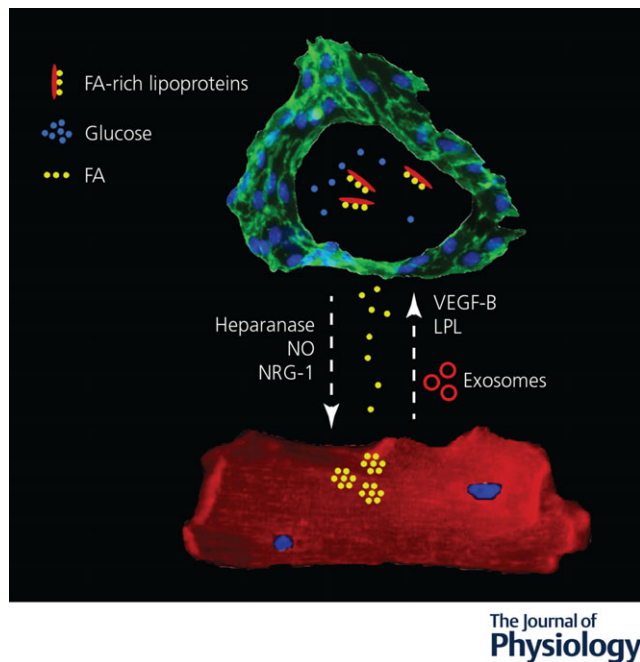 FA-rich lipoproteins
Glucose
FA
Heparanase
NO
NRG-1
VEGF-B
LPL
Exosomes
The Journal of
Physiology